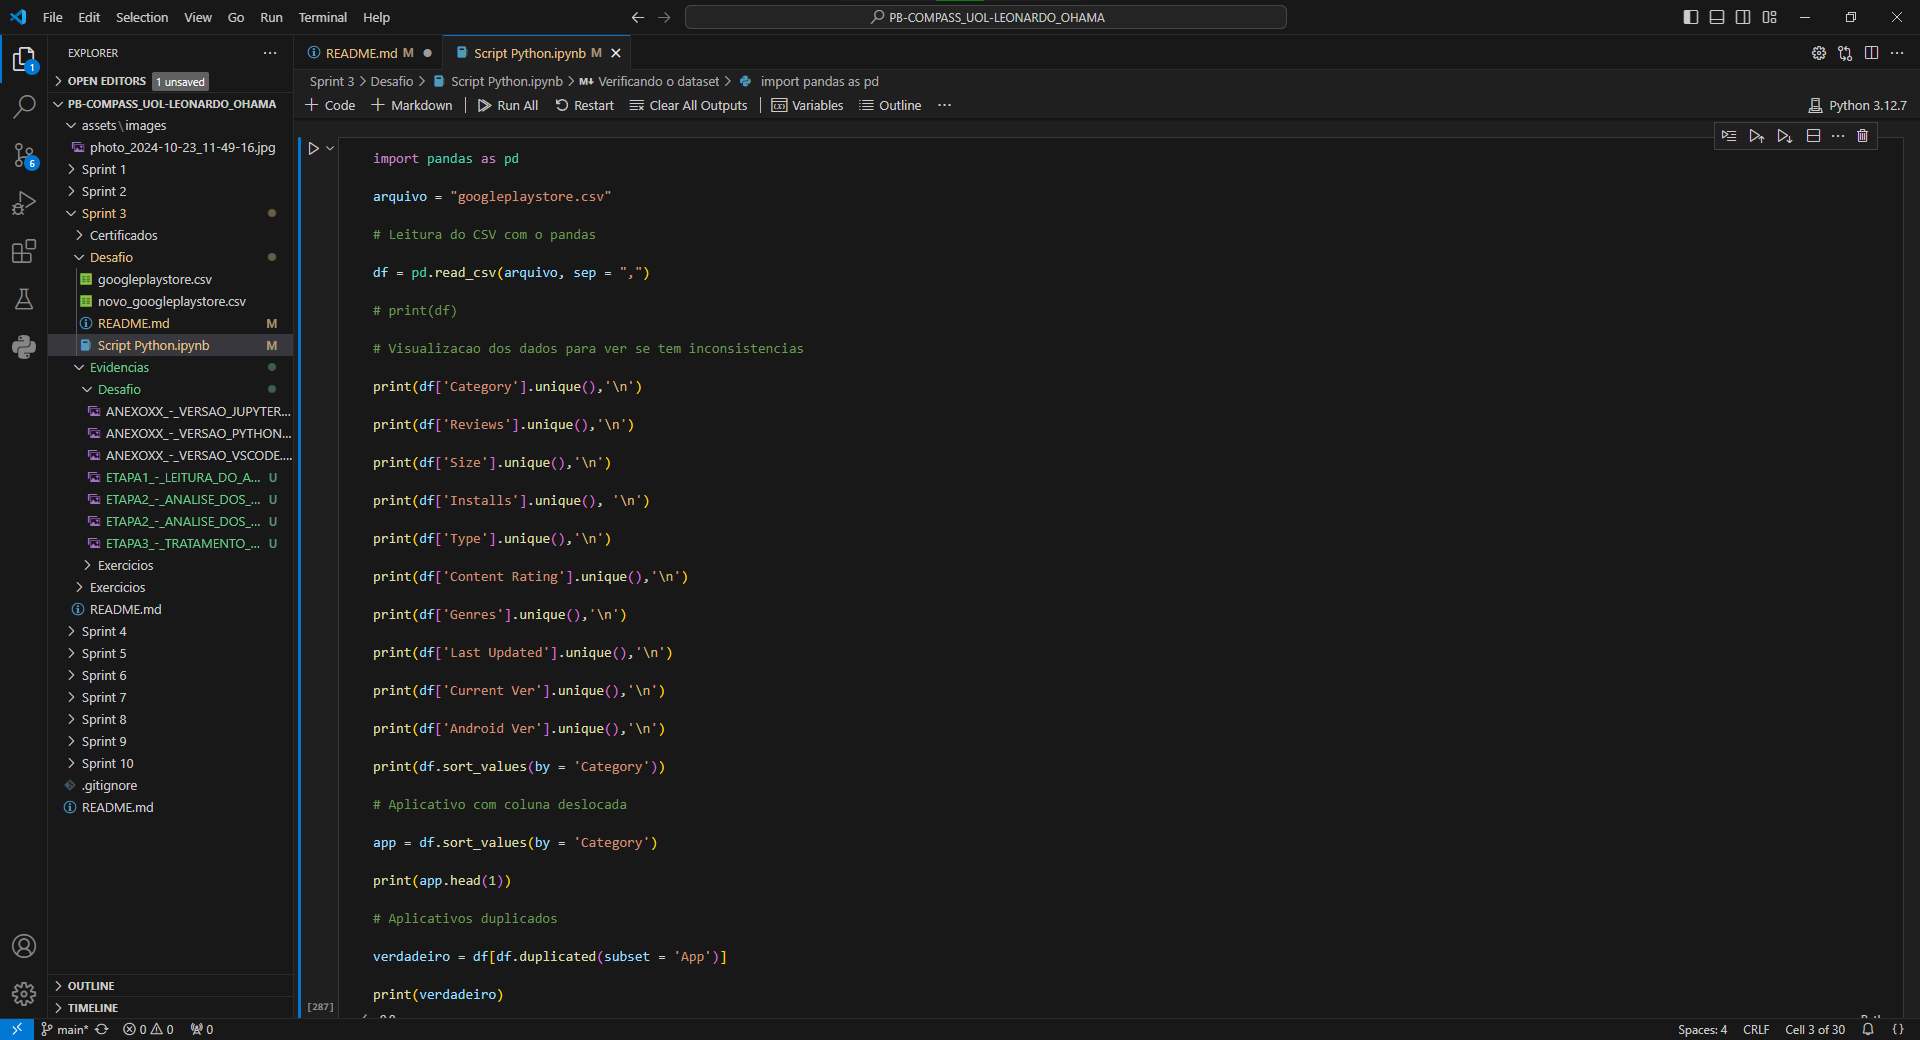 File Edit Selection View Go Run Terminal Help
PB-COMPASS_UOL-LEONARDO_OHAMA
EXPLORER
OPEN EDITORS 1 unsaved
PB-COMPASS_UOL-LEONARDO_OHAMA
assets\images
photo_2024-10-23_11-49-16.jpg
Sprint 1
Sprint 2
Sprint 3
Certificados
Desafio
googleplaystore.csv
novo_googleplaystore.csv
README.md M
Script Python.ipynb M
Evidencias
Desafio
ANEXOXX_-_VERSAO_JUPYTER...
ANEXOXX_-_VERSAO_PYTHON...
ANEXOXX_-_VERSAO_VSCODE....
ETAPA1_-_LEITURA_DO_A... U
ETAPA2_-_ANALISE_DOS_... U
ETAPA2_-_ANALISE_DOS_... U
ETAPA3_-_TRATAMENTO_... U
Exercicios
Exercicios
README.md
Sprint 4
Sprint 5
Sprint 6
Sprint 7
Sprint 8
Sprint 9
Sprint 10
.gitignore
README.md
OUTLINE
TIMELINE
1
6
README.md M
Script Python.ipynb M
Sprint 3 > Desafio > Script Python.ipynb > M↓ Verificando o dataset > import pandas as pd
+ Code + Markdown Run All Restart Clear All Outputs Variables Outline ...
Python 3.12.7
import pandas as pd
arquivo = "googleplaystore.csv"
# Leitura do CSV com o pandas
df = pd.read_csv(arquivo, sep = ",")
# print(df)
# Visualizacao dos dados para ver se tem inconsistencias
print(df['Category'].unique(),'\n')
print(df['Reviews'].unique(),'\n')
print(df['Size'].unique(),'\n')
print(df['Installs'].unique(), '\n')
print(df['Type'].unique(),'\n')
print(df['Content Rating'].unique(),'\n')
print(df['Genres'].unique(),'\n')
print(df['Last Updated'].unique(),'\n')
print(df['Current Ver'].unique(),'\n')
print(df['Android Ver'].unique(),'\n')
print(df.sort_values(by = 'Category'))
# Aplicativo com coluna deslocada
app = df.sort_values(by = 'Category')
print(app.head(1))
# Aplicativos duplicados
verdadeiro = df[df.duplicated(subset = 'App')]
print(verdadeiro)
[287]
main* 0 0 0
Spaces: 4 CRLF Cell 3 of 30